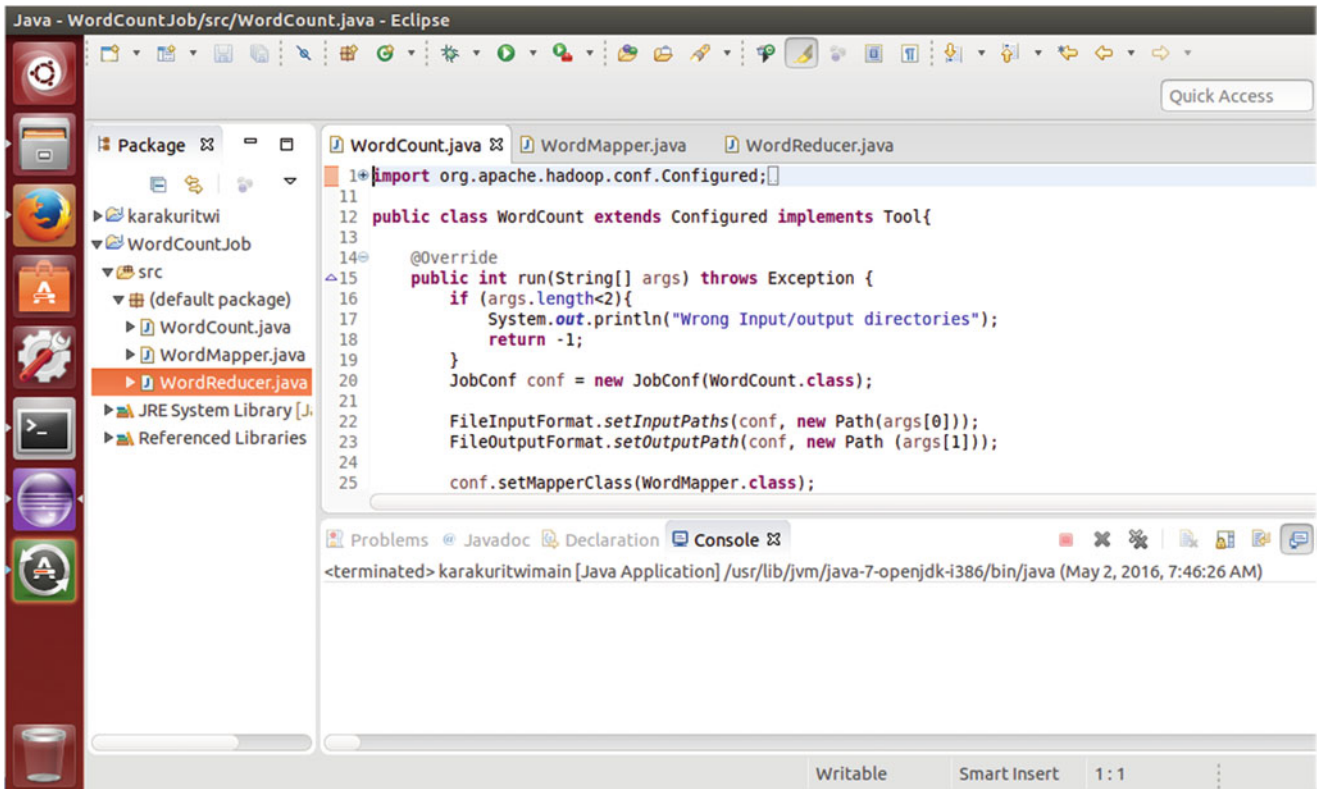 Java - WordCountJob/src/WordCount.java - Eclipse
Quick Access
Package
karakuritwi
WordCountJob
src
(default package)
WordCount.java
WordMapper.java
WordReducer.java
JRE System Library [J
Referenced Libraries
WordCount.java WordMapper.java WordReducer.java
1 import org.apache.hadoop.conf.Configured;
11
12 public class WordCount extends Configured implements Tool{
13
14 @Override
15 public int run(String[] args) throws Exception {
16 if (args.length<2){
17 System.out.println("Wrong Input/output directories");
18 return -1;
19 }
20 JobConf conf = new JobConf(WordCount.class);
21
22 FileInputFormat.setInputPaths(conf, new Path(args[0]));
23 FileOutputFormat.setOutputPath(conf, new Path (args[1]));
24
25 conf.setMapperClass(WordMapper.class);
Problems @ Javadoc Declaration Console
<terminated> karakuritwimain [Java Application] /usr/lib/jvm/java-7-openjdk-i386/bin/java (May 2, 2016, 7:46:26 AM)
Writable Smart Insert 1 : 1